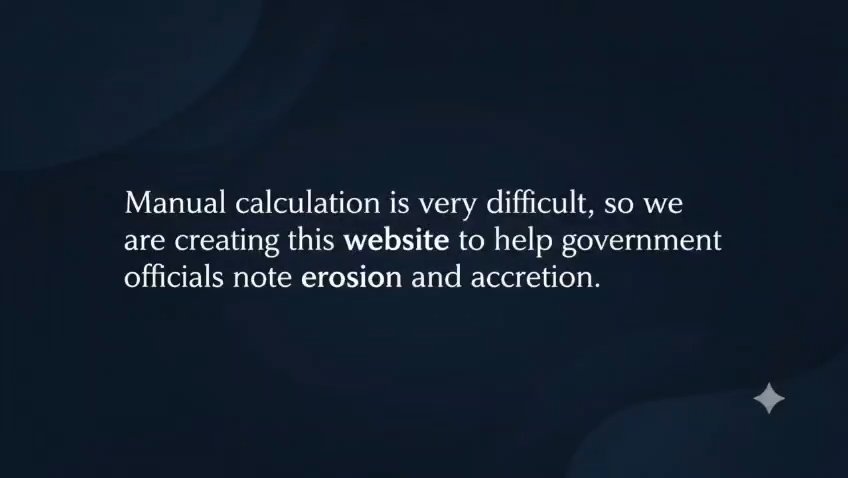 Manual calculation is very difficult, so we
are creating this website to help government
officials note erosion and accretion.